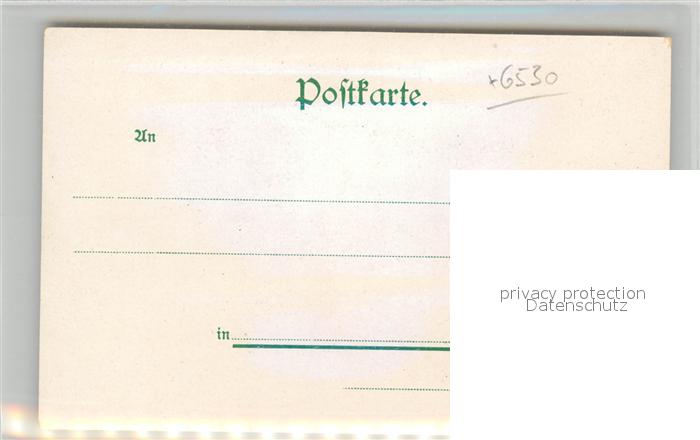 Postkarte.
+6530
An
privacy protection
Datenschutz
in